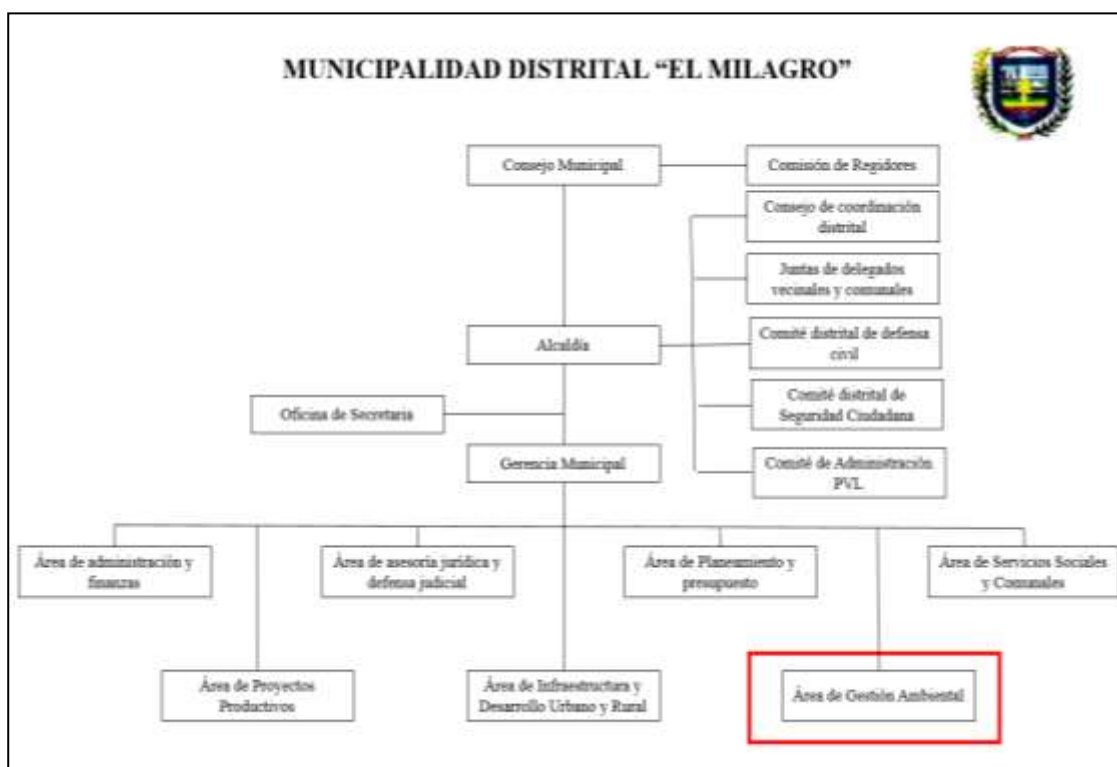 MUNICIPALIDAD DISTRITAL “EL MILAGRO”
Consejo Municipal
Comisión de Regidores
Consejo de coordinación
distrital
Juntas de delegados
vecinales y comunales
Alcaldía
Comité distrital de defensa
civil
Oficina de Secretaria
Comité distrital de
Seguridad Ciudadana
Gerencia Municipal
Comité de Administración
PVL
Área de administración y
finanzas
Área de asesoría jurídica y
defensa judicial
Área de Planeamiento y
presupuesto
Área de Servicios Sociales
y Comunales
Área de Proyectos
Productivos
Área de Infraestructura y
Desarrollo Urbano y Rural
Área de Gestión Ambiental